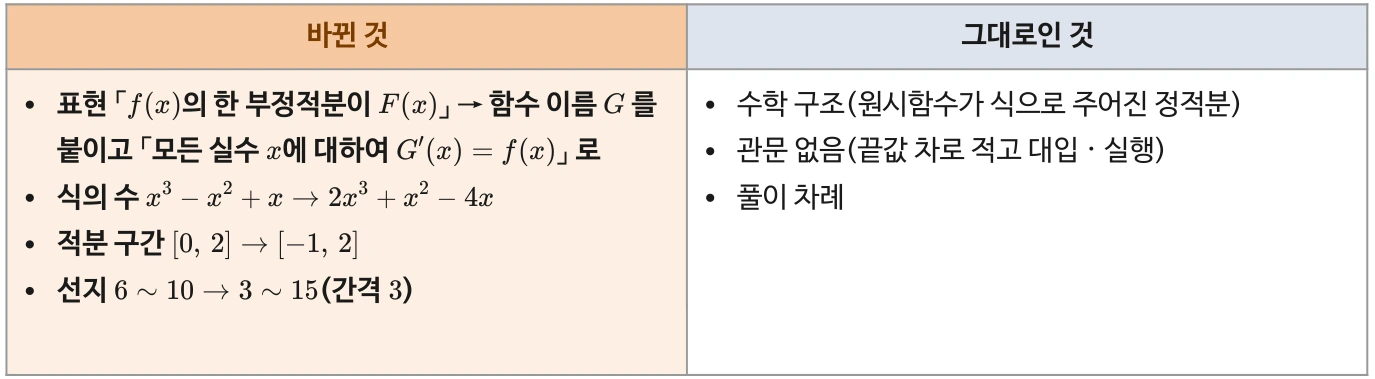 바뀐 것
그대로인 것
• 표현 「f(x)의 한 부정적분이 F(x)」 → 함수 이름 G 를
붙이고 「모든 실수 x에 대하여 G′(x) = f(x)」 로
• 식의 수 x³ − x² + x → 2x³ + x² − 4x
• 적분 구간 [0, 2] → [−1, 2]
• 선지 6 ∼ 10 → 3 ∼ 15(간격 3)
• 수학 구조(원시함수가 식으로 주어진 정적분)
• 관문 없음(끝값 차로 적고 대입 · 실행)
• 풀이 차례